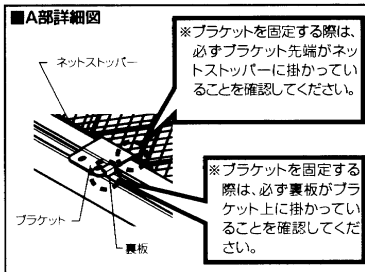 ■A部詳細図
※ブラケットを固定する際は、
必ずブラケット先端がネッ
トストッパーに掛かってい
ることを確認してください。
ネットストッパー
※ブラケットを固定する
際は、必ず裏板がブラ
ケット上に掛かってい
ることを確認してくだ
さい。
ブラケット
裏板